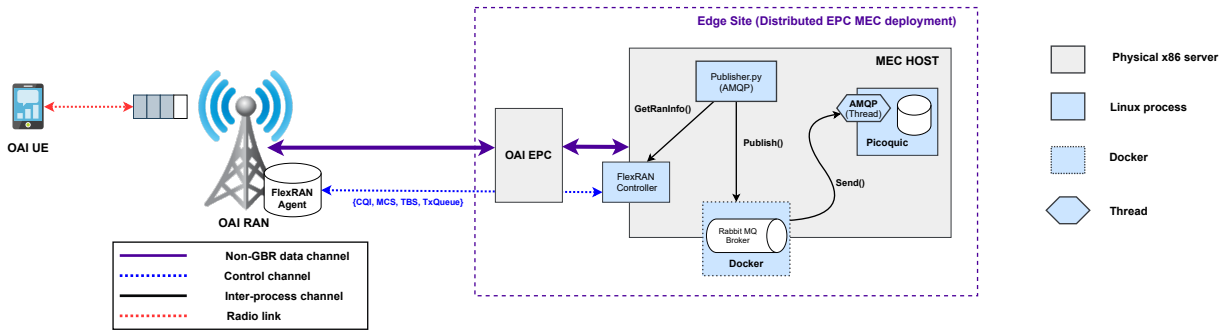 Edge Site (Distributed EPC MEC deployment)
MEC HOST
Publisher.py
(AMQP)
GetRanInfo()
Publish()
AMQP
(Thread)
Picoquic
Send()
OAI UE
OAI EPC
FlexRAN
Controller
FlexRAN
Agent
OAI RAN
{CQI, MCS, TBS, TxQueue}
Rabbit MQ
Broker
Docker
Non-GBR data channel
Control channel
Inter-process channel
Radio link
Physical x86 server
Linux process
Docker
Thread